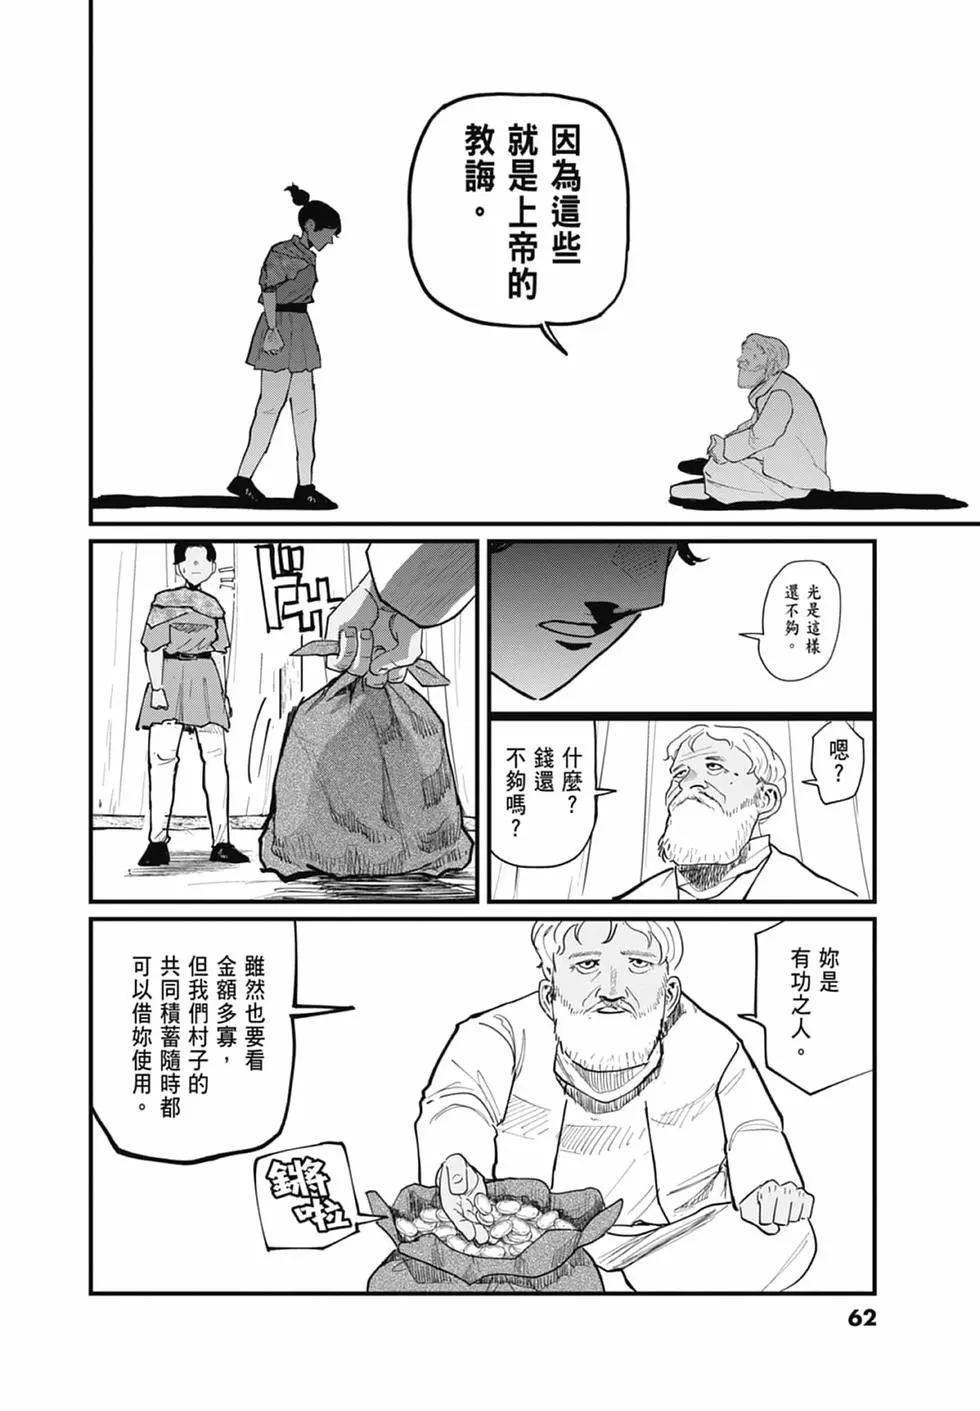 因為這些
就是上帝的
教誨。
光是這樣
還不夠。
嗯？
什麼？
錢還
不夠嗎？
ドサ
妳是
有功之人。
雖然也要看
金額多寡，
但我們村子的
共同積蓄隨時都
可以借妳使用。
鏘
啦
62